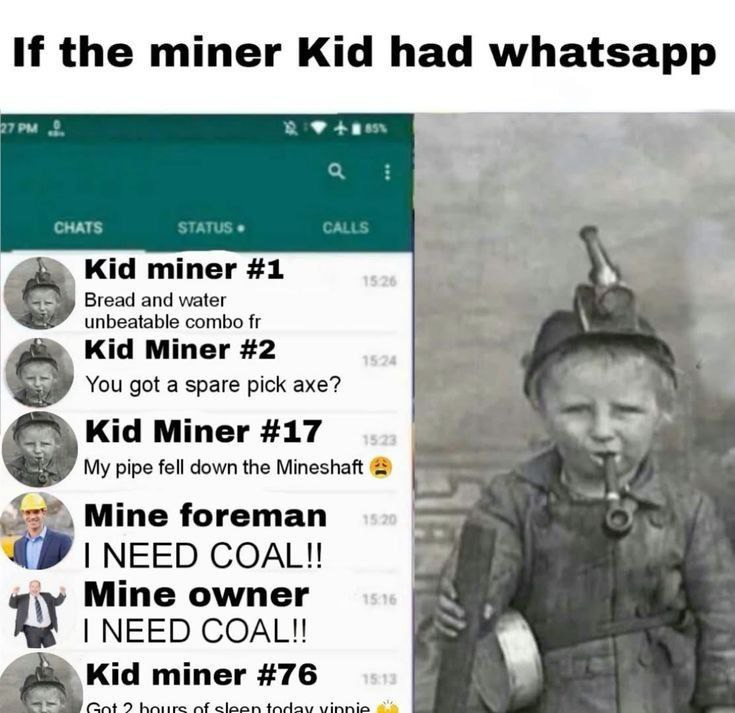 If the miner Kid had whatsapp
27 PM
85%
CHATS STATUS CALLS
Kid miner #1
15:26
Bread and water
unbeatable combo fr
Kid Miner #2
15:24
You got a spare pick axe?
Kid Miner #17
15:23
My pipe fell down the Mineshaft 😩
Mine foreman
15:20
I NEED COAL!!
Mine owner
15:16
I NEED COAL!!
Kid miner #76
15:13
Got 2 hours of sleep today yippie